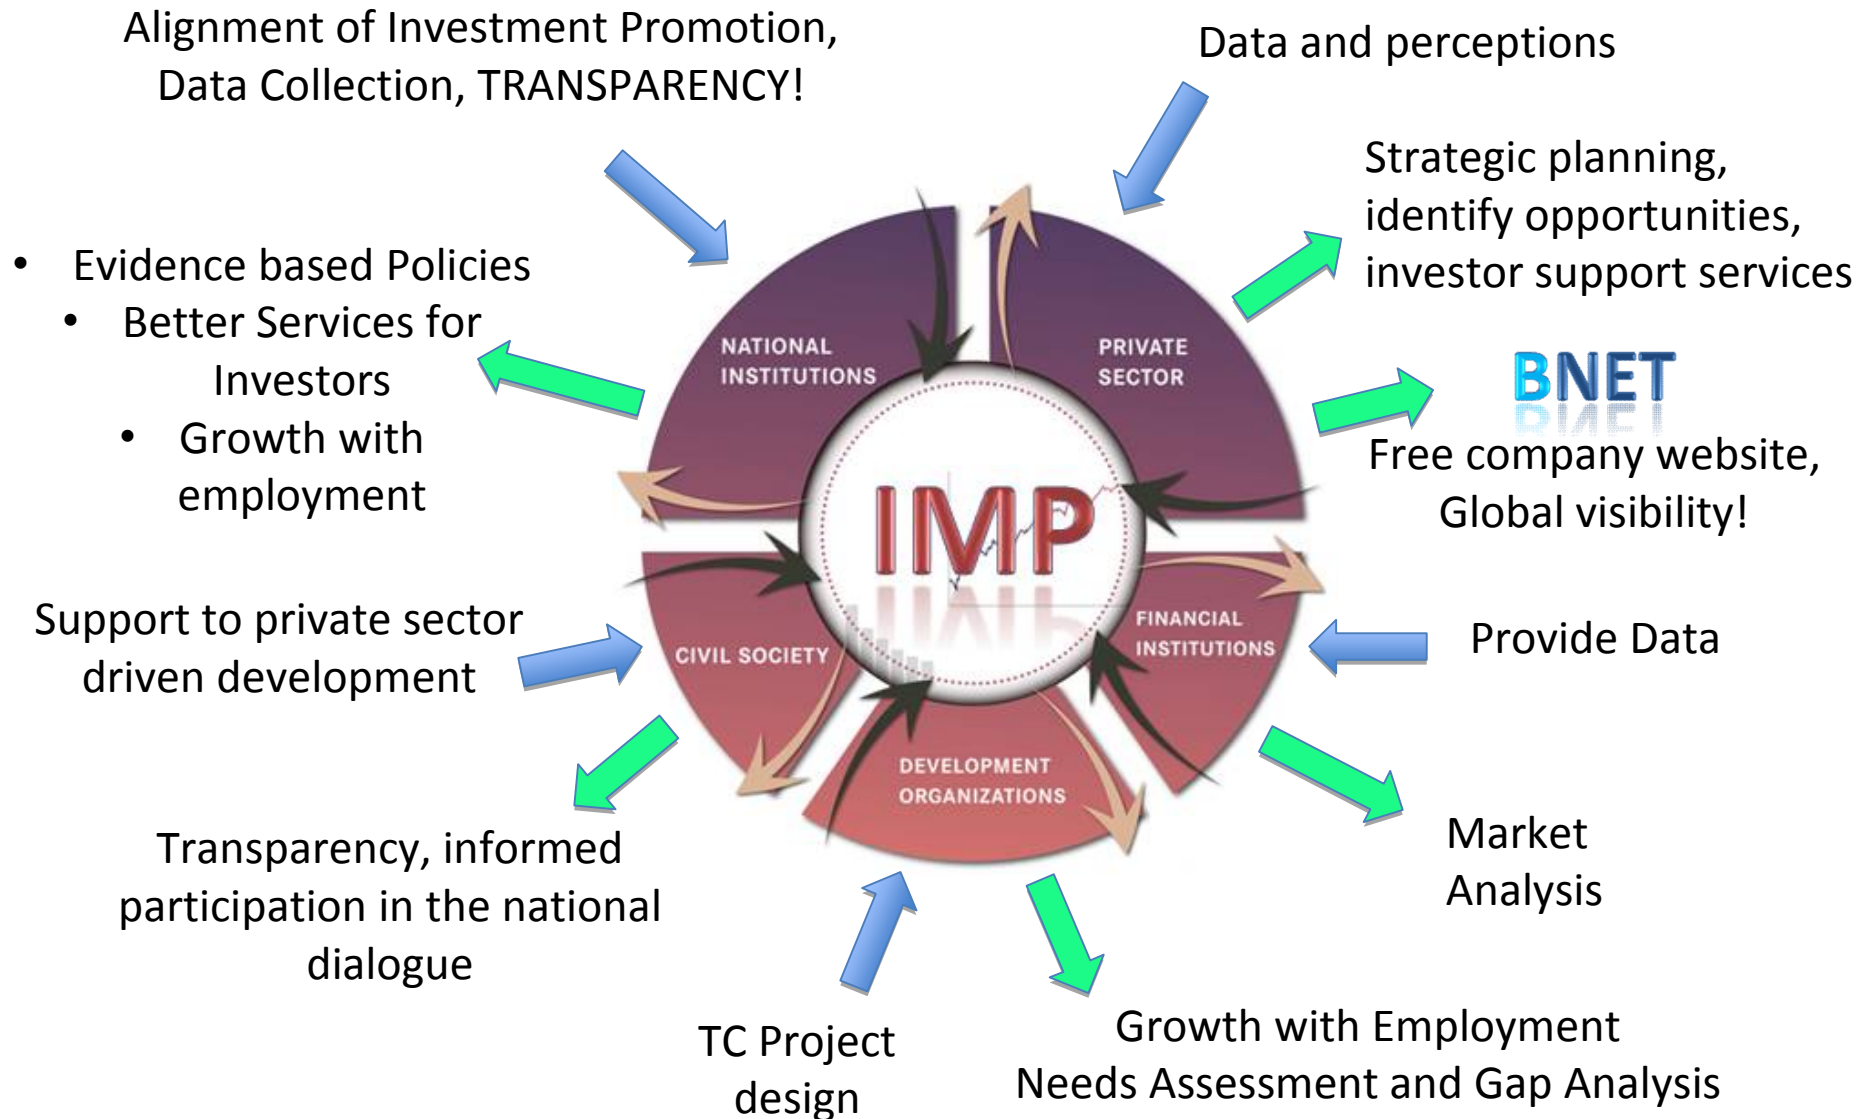 Alignment of Investment Promotion,
Data Collection, TRANSPARENCY!
Data and perceptions
Strategic planning,
identify opportunities,
investor support services
• Evidence based Policies
• Better Services for
Investors
• Growth with
employment
NATIONAL
INSTITUTIONS
PRIVATE
SECTOR
BNET
Free company website,
Global visibility!
IMP
Support to private sector
driven development
CIVIL SOCIETY
FINANCIAL
INSTITUTIONS
Provide Data
DEVELOPMENT
ORGANIZATIONS
Transparency, informed
participation in the national
dialogue
Market
Analysis
TC Project
design
Growth with Employment
Needs Assessment and Gap Analysis